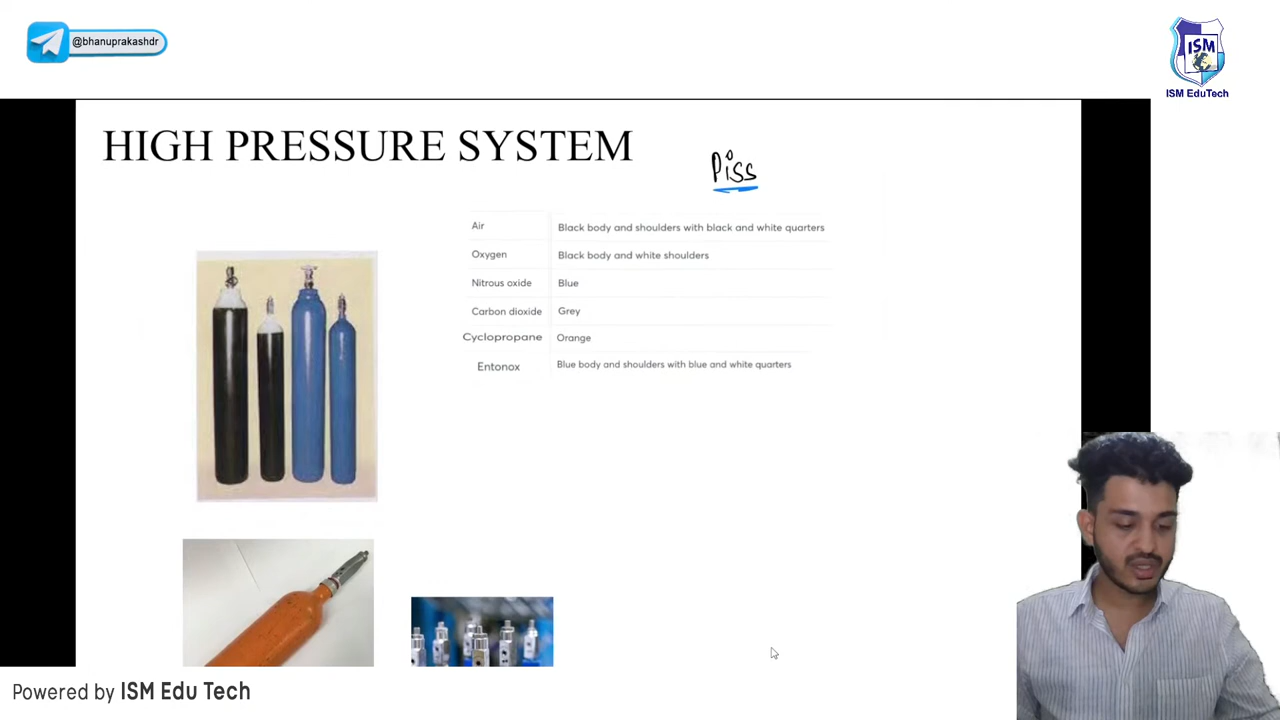 @bhanuprakashdr
ISM
ISM EduTech
HIGH PRESSURE SYSTEM
Piss
Air Black body and shoulders with black and white quarters
Oxygen Black body and white shoulders
Nitrous oxide Blue
Carbon dioxide Grey
Cyclopropane Orange
Entonox Blue body and shoulders with blue and white quarters
Powered by ISM Edu Tech